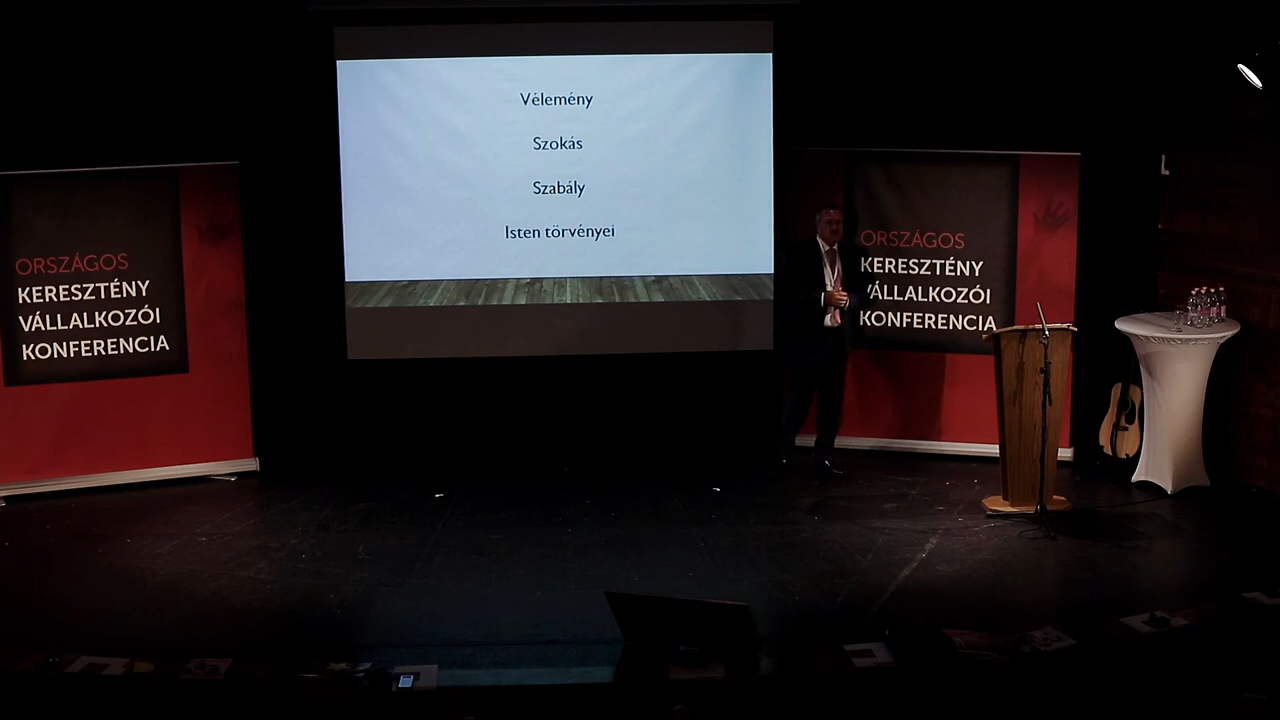 Vélemény
Szokás
Szabály
Isten törvényei
ORSZÁGOS
KERESZTÉNY
VÁLLALKOZÓI
KONFERENCIA
ORSZÁGOS
KERESZTÉNY
VÁLLALKOZÓI
KONFERENCIA